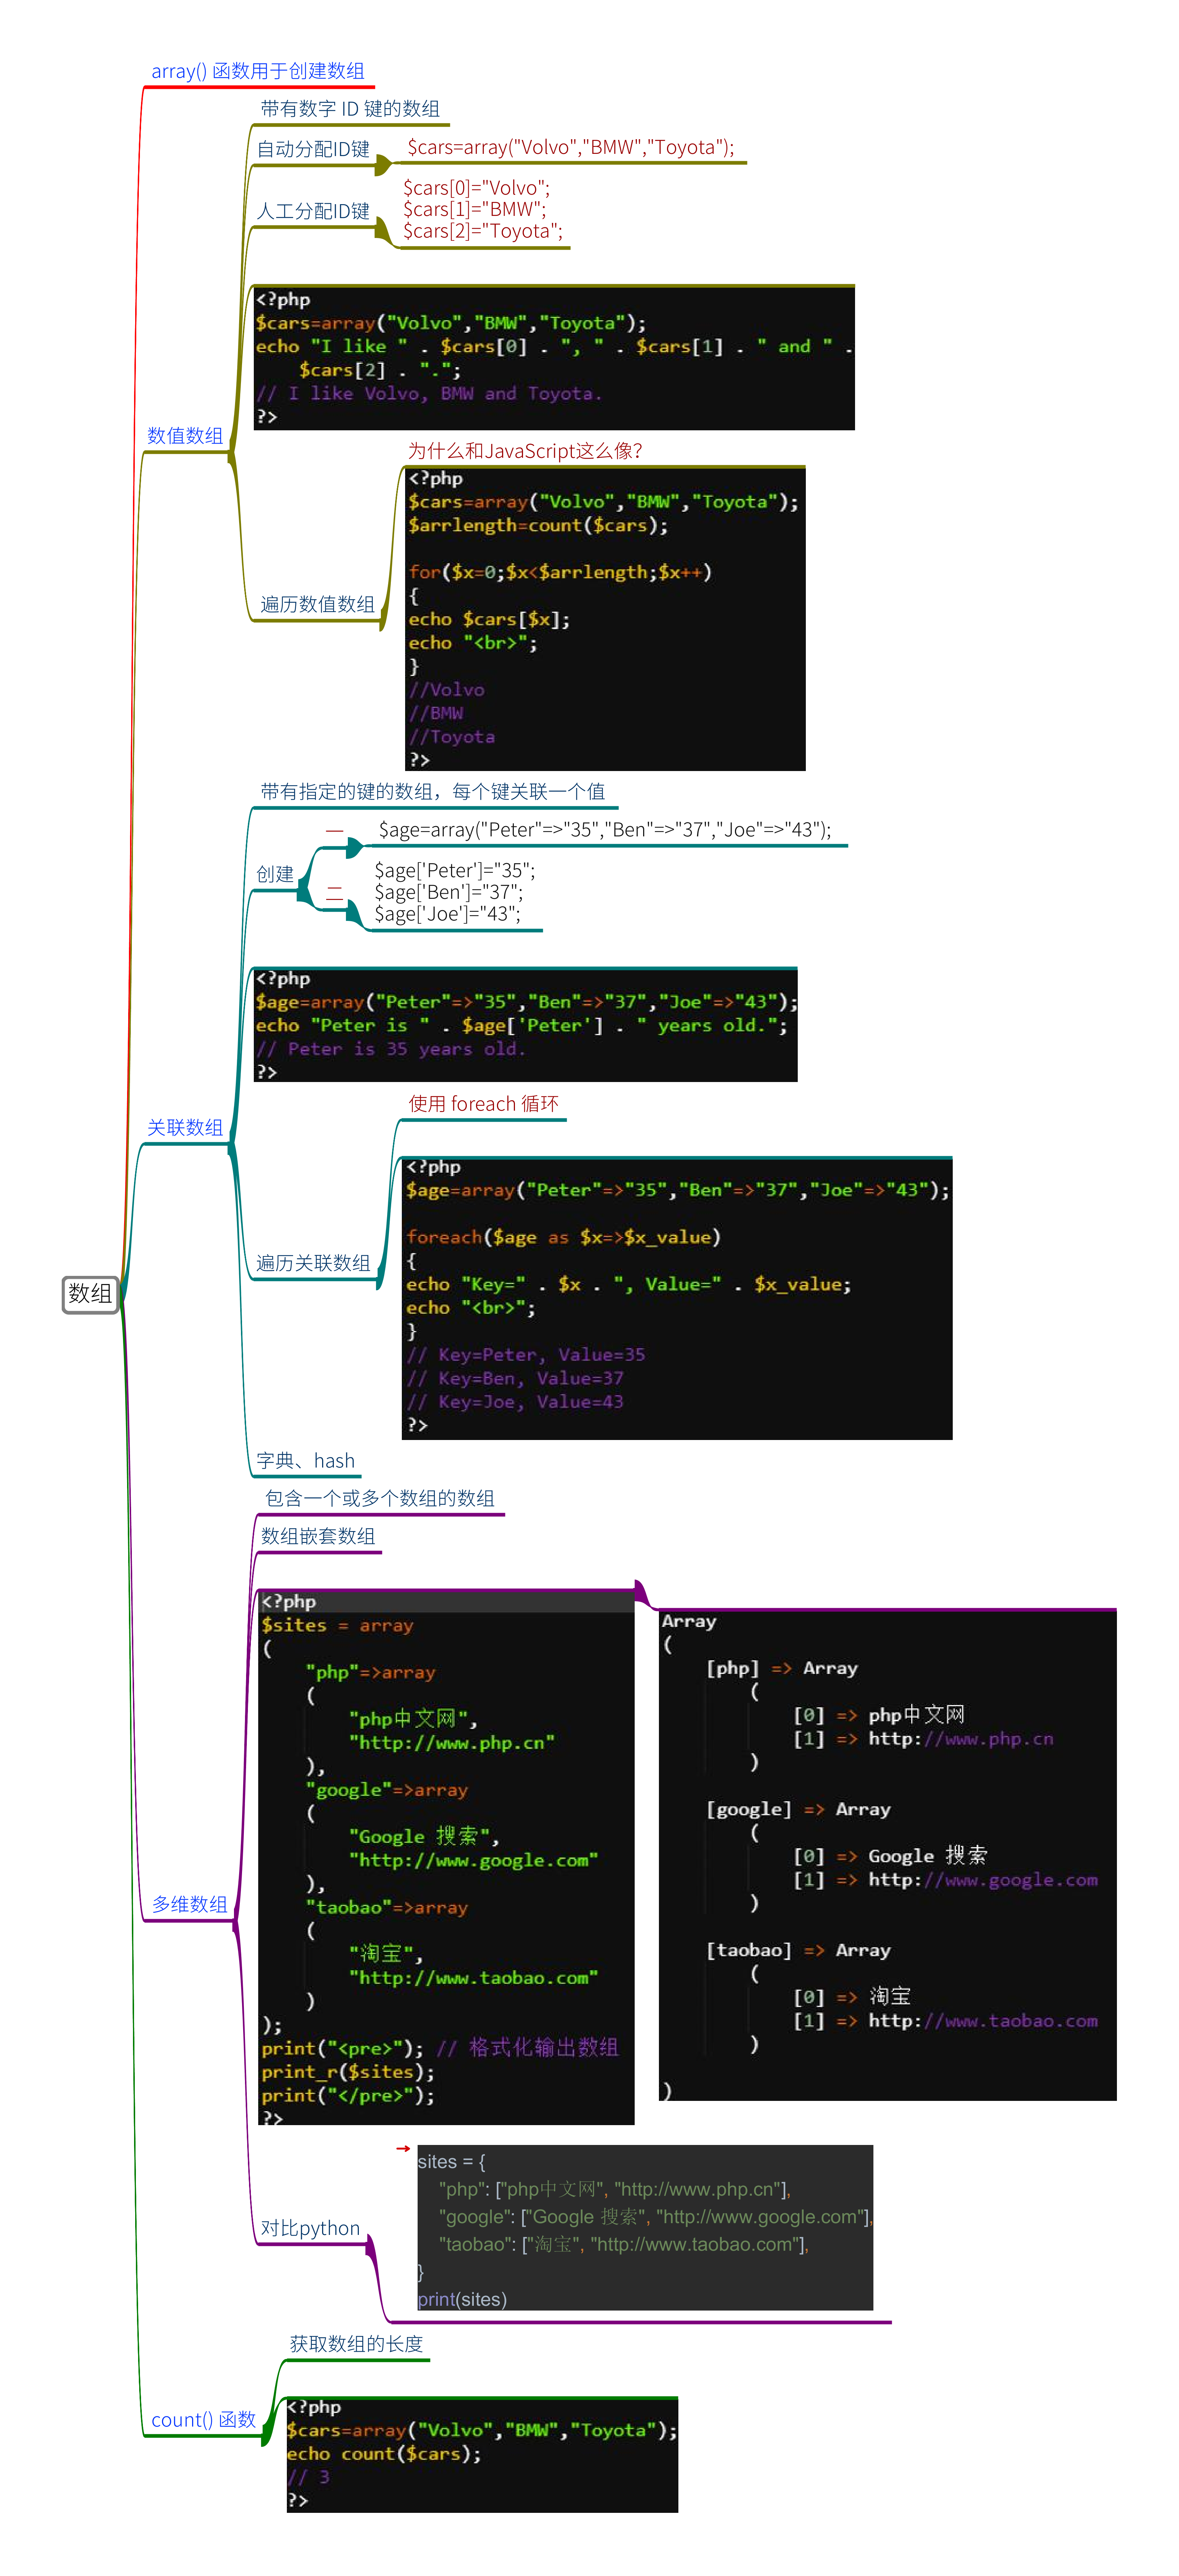 array() 函数用于创建数组
带有数字 ID 键的数组
自动分配ID键
$cars=array("Volvo","BMW","Toyota");
人工分配ID键
$cars[0]="Volvo";
$cars[1]="BMW";
$cars[2]="Toyota";
<?php
$cars=array("Volvo","BMW","Toyota");
echo "I like " . $cars[0] . ", " . $cars[1] . " and " .
    $cars[2] . ".";
// I like Volvo, BMW and Toyota.
?>
数值数组
为什么和JavaScript这么像？
<?php
$cars=array("Volvo","BMW","Toyota");
$arrlength=count($cars);
for($x=0;$x<$arrlength;$x++)
{
echo $cars[$x];
echo "<br>";
}
//Volvo
//BMW
//Toyota
?>
遍历数值数组
带有指定的键的数组，每个键关联一个值
创建
一
$age=array("Peter"=>"35","Ben"=>"37","Joe"=>"43");
二
$age['Peter']="35";
$age['Ben']="37";
$age['Joe']="43";
<?php
$age=array("Peter"=>"35","Ben"=>"37","Joe"=>"43");
echo "Peter is " . $age['Peter'] . " years old.";
// Peter is 35 years old.
?>
关联数组
使用 foreach 循环
<?php
$age=array("Peter"=>"35","Ben"=>"37","Joe"=>"43");
foreach($age as $x=>$x_value)
{
echo "Key=" . $x . ", Value=" . $x_value;
echo "<br>";
}
// Key=Peter, Value=35
// Key=Ben, Value=37
// Key=Joe, Value=43
?>
遍历关联数组
数组
字典、hash
包含一个或多个数组的数组
数组嵌套数组
<?php
$sites = array
(
    "php"=>array
    (
        "php中文网",
        "http://www.php.cn"
    ),
    "google"=>array
    (
        "Google 搜索",
        "http://www.google.com"
    ),
    "taobao"=>array
    (
        "淘宝",
        "http://www.taobao.com"
    )
);
print("<pre>"); // 格式化输出数组
print_r($sites);
print("</pre>");
?>
Array
(
    [php] => Array
        (
            [0] => php中文网
            [1] => http://www.php.cn
        )
    [google] => Array
        (
            [0] => Google 搜索
            [1] => http://www.google.com
        )
    [taobao] => Array
        (
            [0] => 淘宝
            [1] => http://www.taobao.com
        )
)
多维数组
对比python
→
sites = {
    "php": ["php中文网", "http://www.php.cn"],
    "google": ["Google 搜索", "http://www.google.com"],
    "taobao": ["淘宝", "http://www.taobao.com"],
}
print(sites)
获取数组的长度
count() 函数
<?php
$cars=array("Volvo","BMW","Toyota");
echo count($cars);
// 3
?>